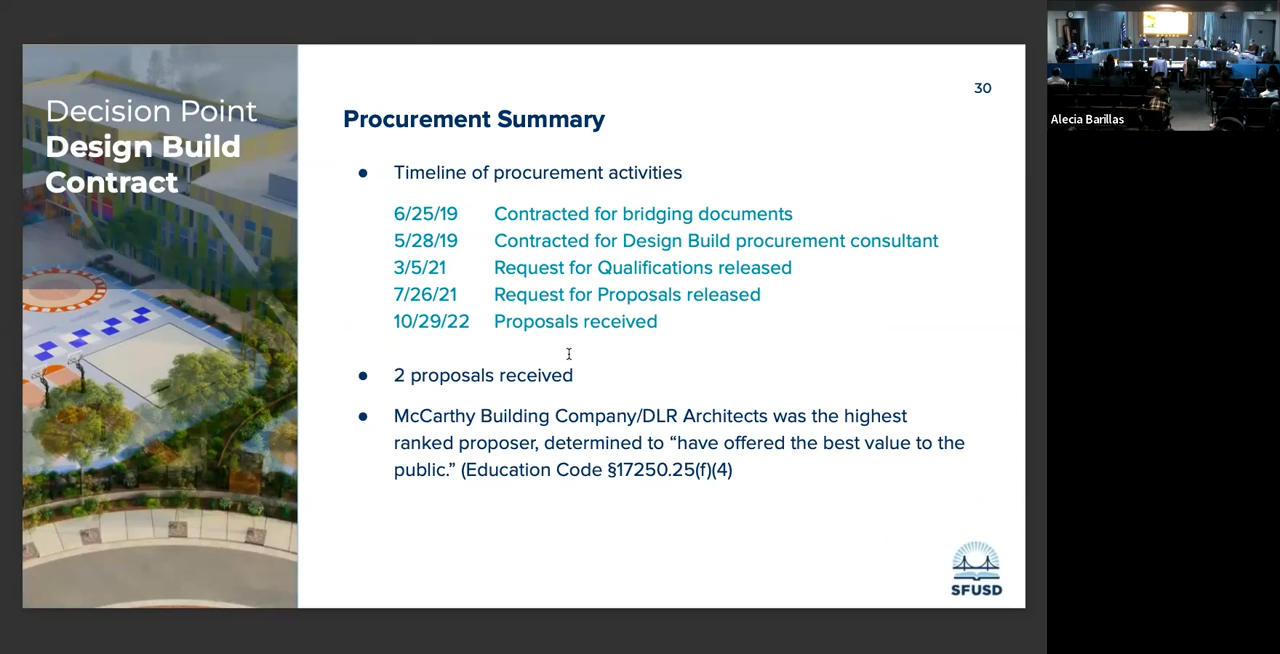 Decision Point
Design Build
Contract
30
Procurement Summary
● Timeline of procurement activities
6/25/19 Contracted for bridging documents
5/28/19 Contracted for Design Build procurement consultant
3/5/21 Request for Qualifications released
7/26/21 Request for Proposals released
10/29/22 Proposals received
● 2 proposals received
● McCarthy Building Company/DLR Architects was the highest
ranked proposer, determined to “have offered the best value to the
public.” (Education Code §17250.25(f)(4)
SFUSD
Alecia Barillas